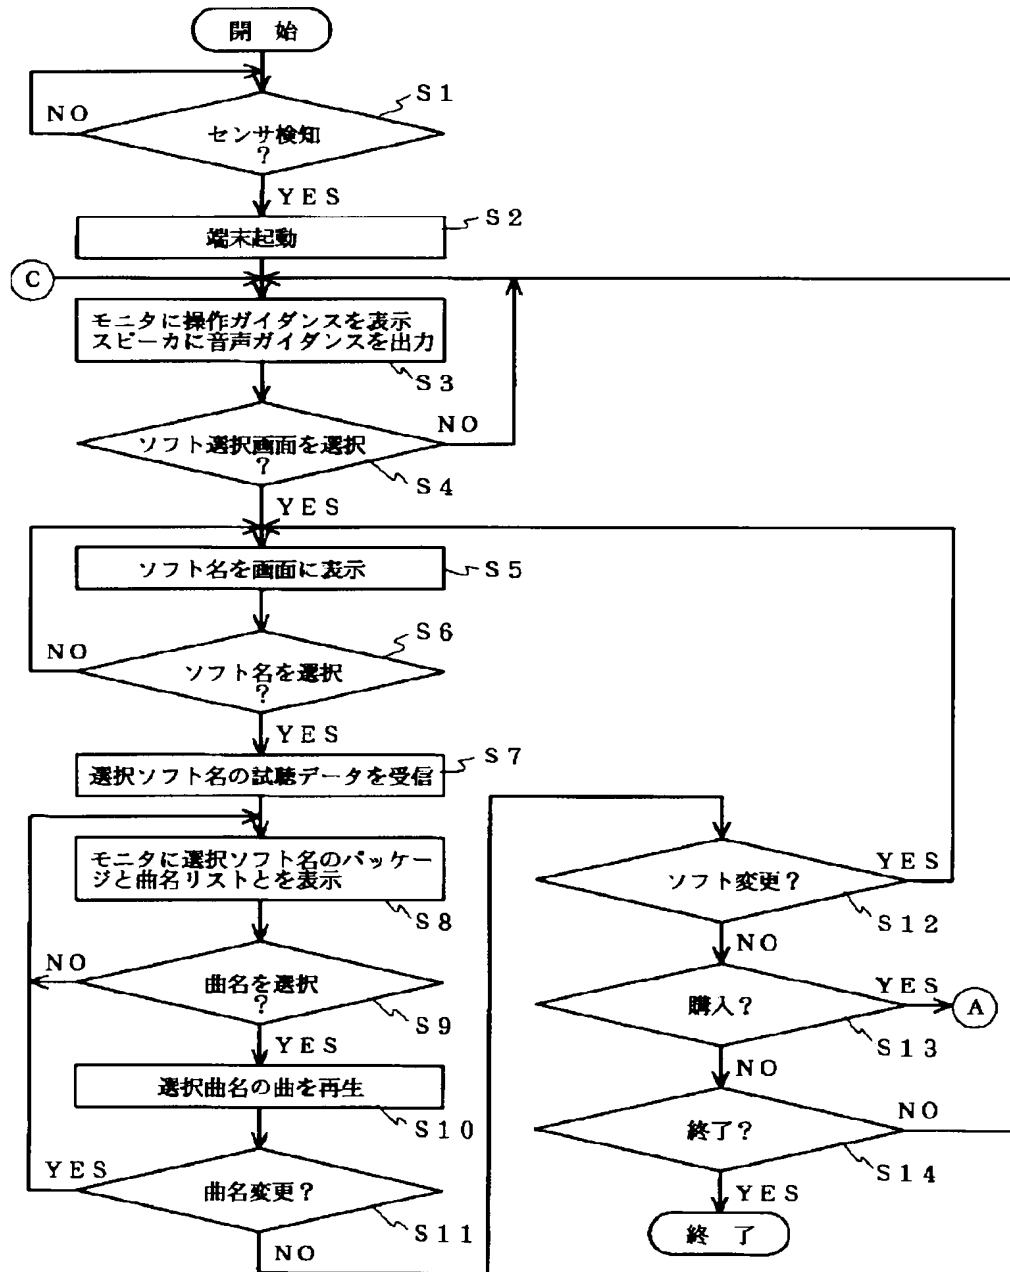 開 始
S1
NO
センサ検知
?
YES
S2
端末起動
C
モニタに操作ガイダンスを表示
スピーカに音声ガイダンスを出力
S3
NO
ソフト選択画面を選択
?
S4
YES
ソフト名を画面に表示
S5
S6
NO
ソフト名を選択
?
YES
S7
選択ソフト名の試聴データを受信
モニタに選択ソフト名のパッケー
ジと曲名リストとを表示
S8
NO
曲名を選択
?
S9
YES
選択曲名の曲を再生
S10
YES
曲名変更?
S11
NO
ソフト変更?
YES
S12
NO
購入?
YES
A
S13
NO
終了?
NO
S14
YES
終 了